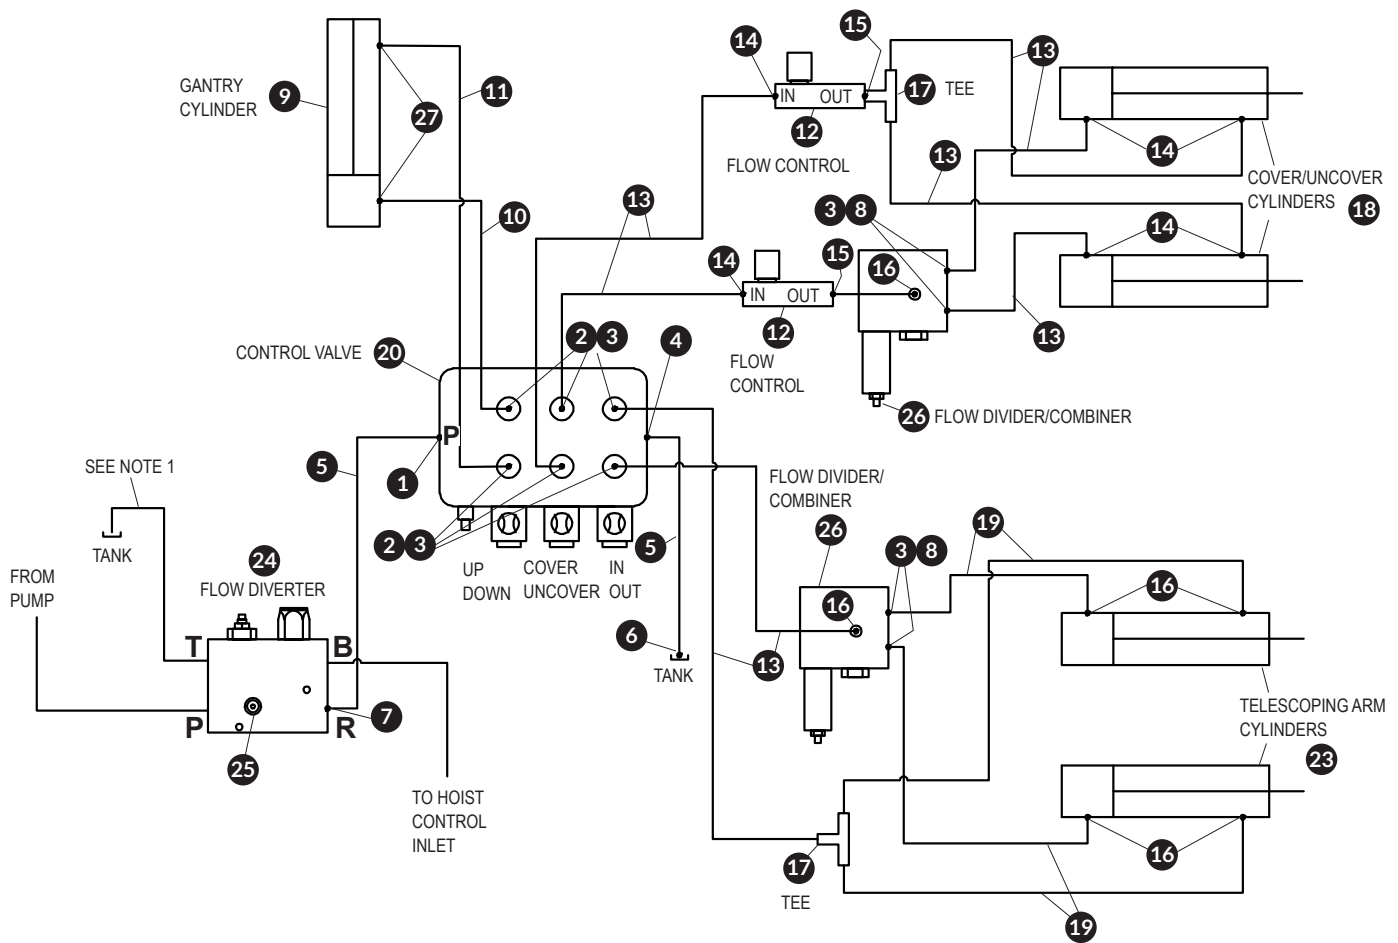 GANTRY
CYLINDER
9
27
11
10
14
IN OUT
12
FLOW CONTROL
15
17 TEE
13
13
14
COVER/UNCOVER
CYLINDERS 18
13
3 8
14
14
IN OUT
12
FLOW
CONTROL
15
16
13
26 FLOW DIVIDER/COMBINER
CONTROL VALVE 20
2 3
4
P
1
5
SEE NOTE 1
TANK
2 3
UP
DOWN
COVER
UNCOVER
IN
OUT
5
6
TANK
FROM
PUMP
24
FLOW DIVERTER
T
B
P
R
7
25
TO HOIST
CONTROL
INLET
FLOW DIVIDER/
COMBINER
26
3 8
19
19
16
13
16
TELESCOPING ARM
CYLINDERS
23
17
TEE
16
19